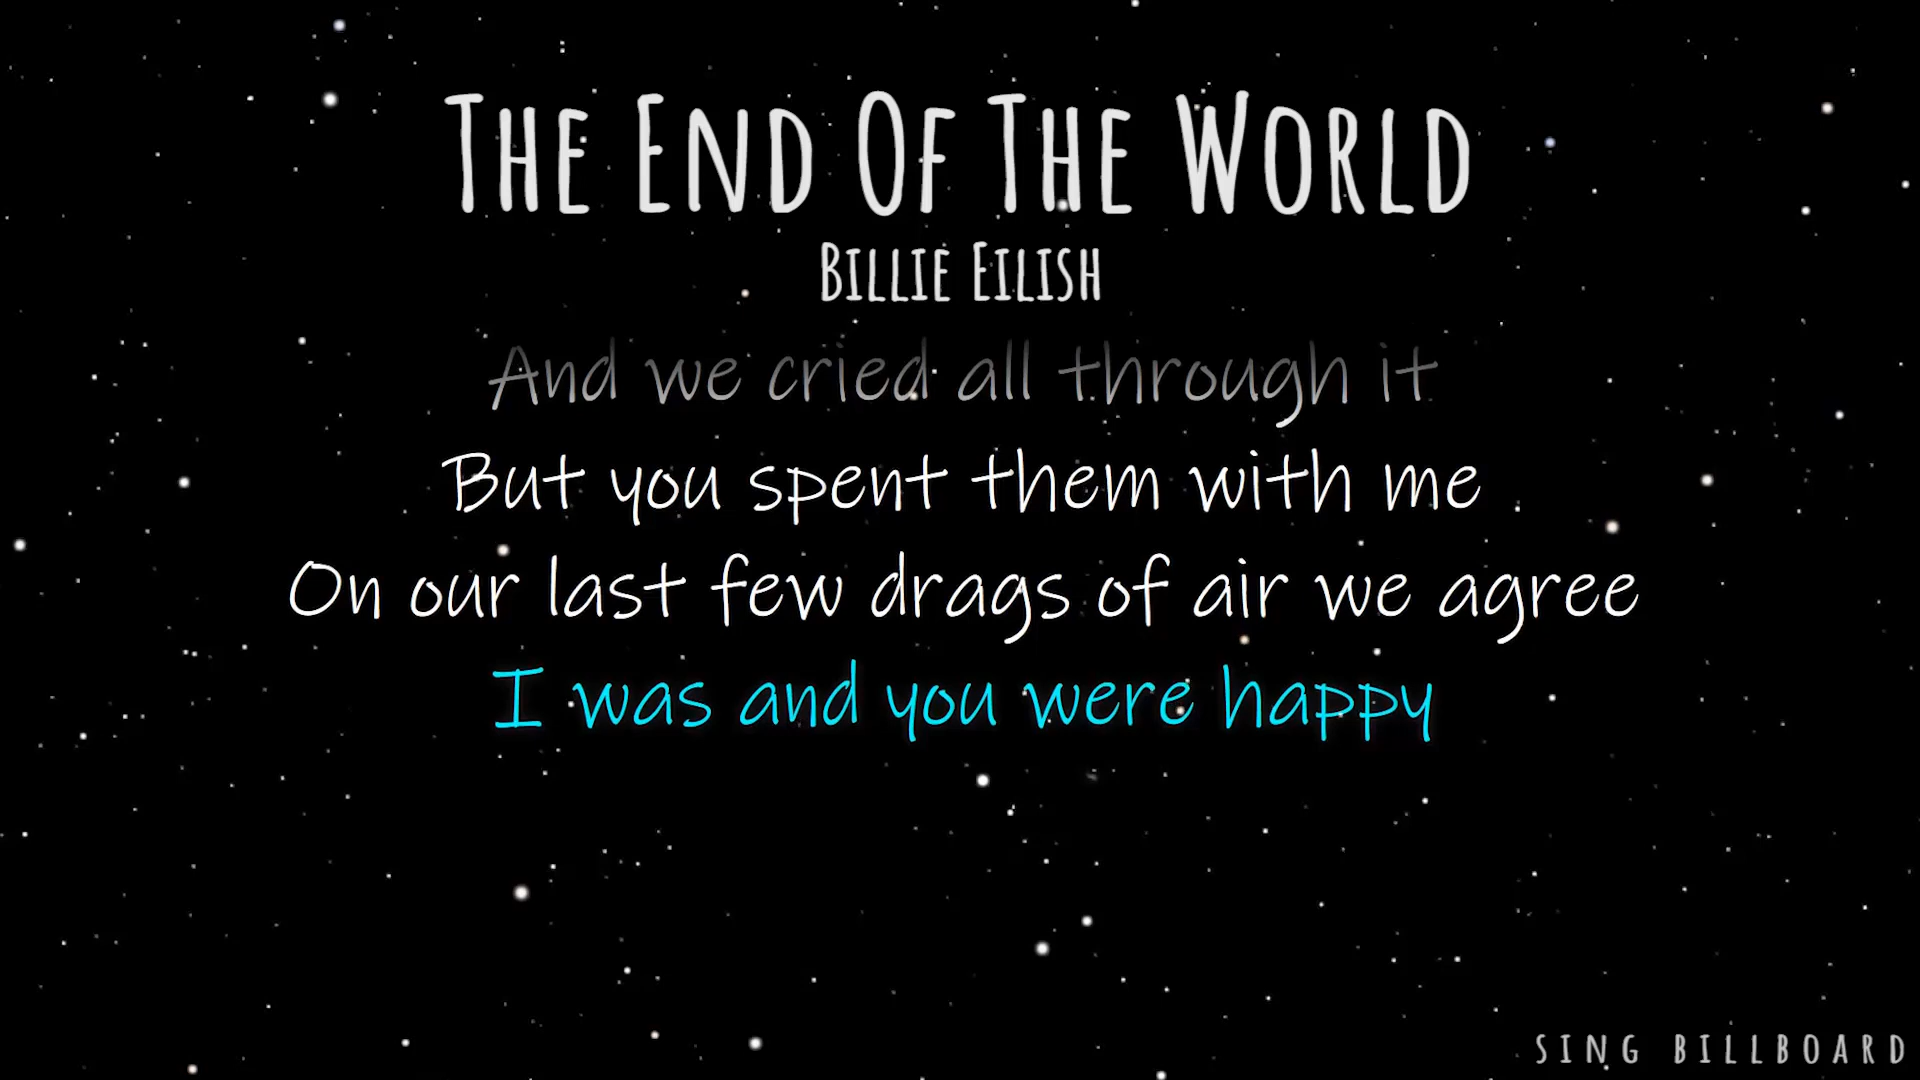 The End Of The World
Billie Eilish
And we cried all through it
But you spent them with me
On our last few drags of air we agree
I was and you were happy
SING BILLBOARD